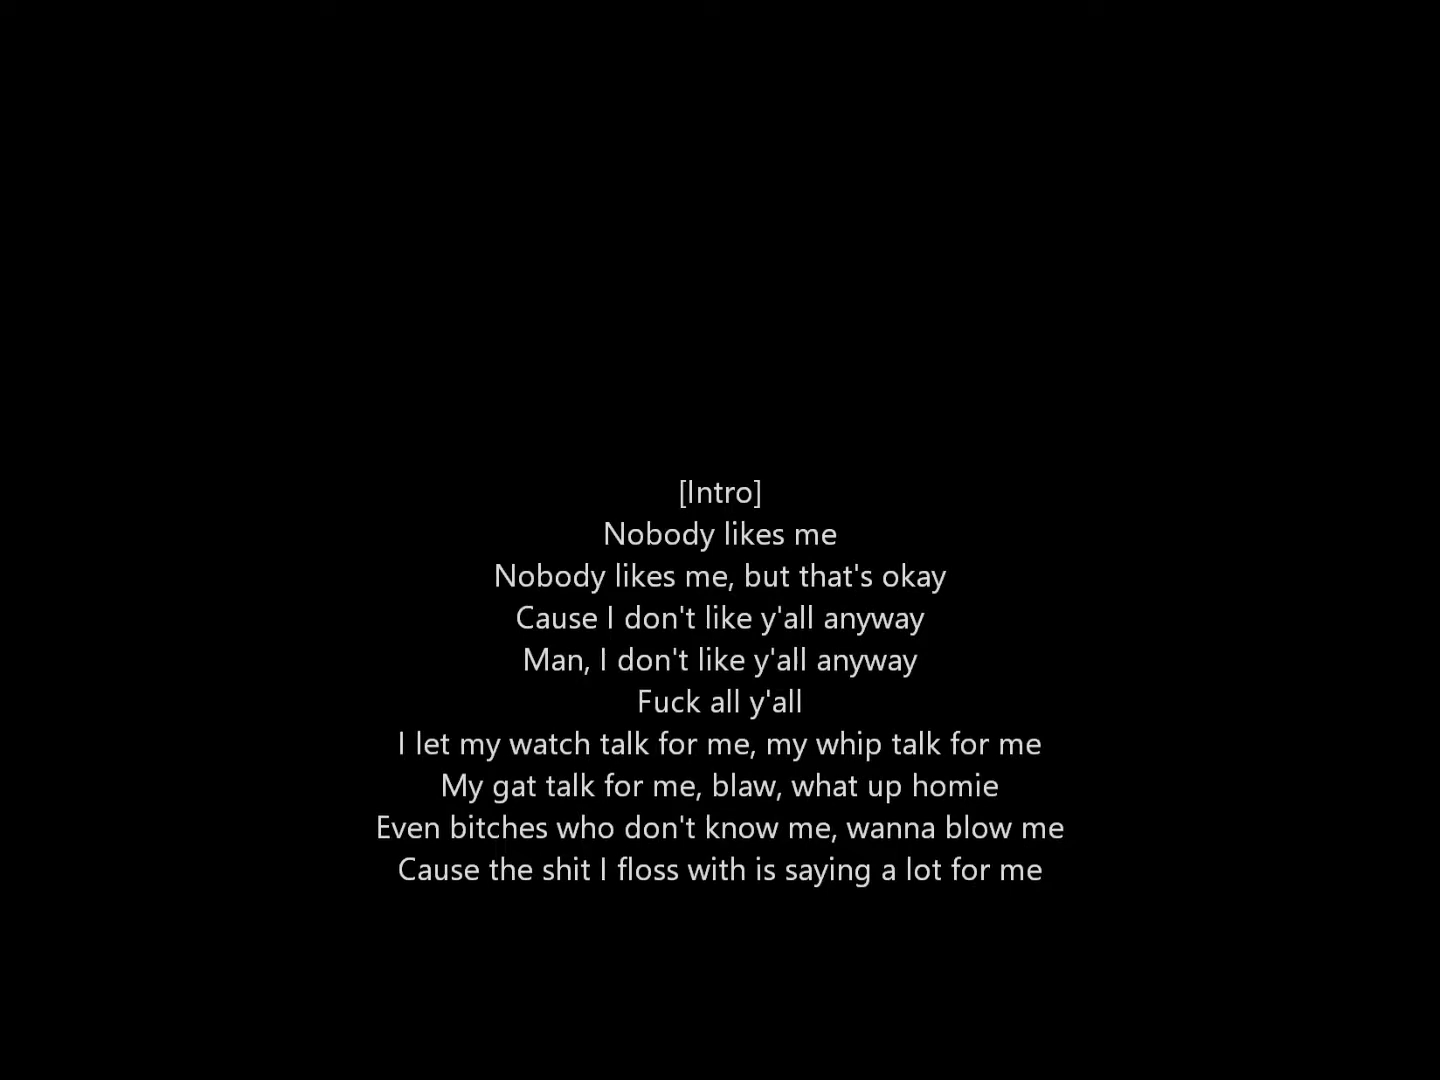 [Intro]
Nobody likes me
Nobody likes me, but that's okay
Cause I don't like y'all anyway
Man, I don't like y'all anyway
Fuck all y'all
I let my watch talk for me, my whip talk for me
My gat talk for me, blaw, what up homie
Even bitches who don't know me, wanna blow me
Cause the shit I floss with is saying a lot for me